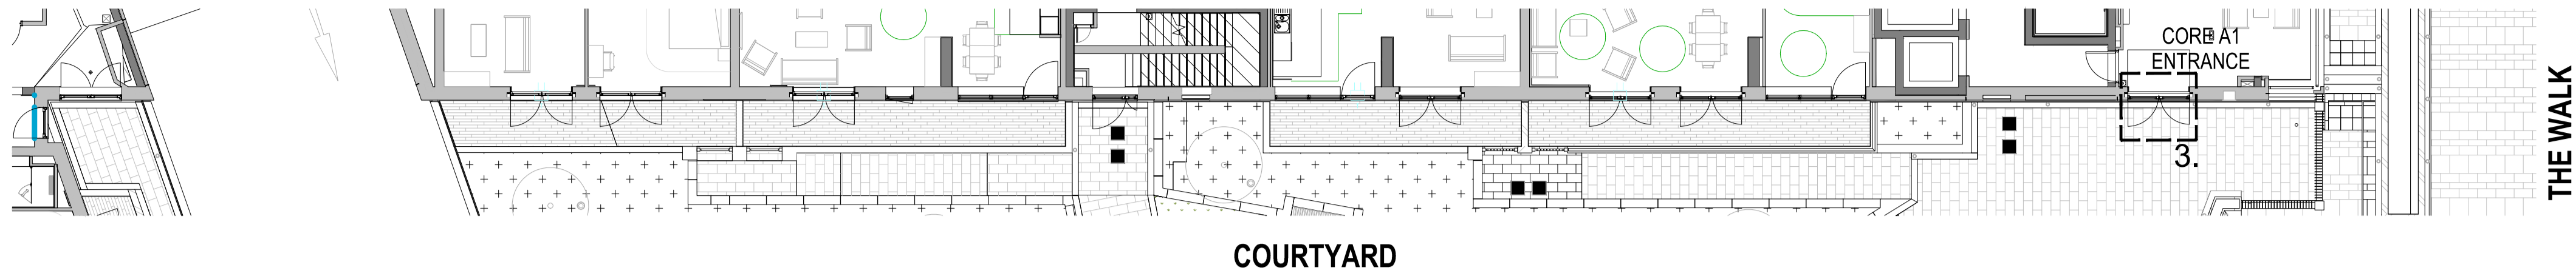 CORE A1
ENTRANCE
3.
THE WALK
COURTYARD